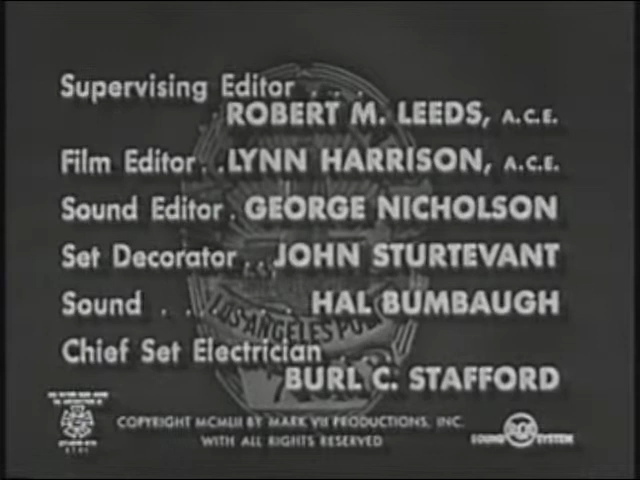 Supervising Editor . . . .
. . ROBERT M. LEEDS, A.C.E.
Film Editor . . LYNN HARRISON, A.C.E.
Sound Editor . GEORGE NICHOLSON
Set Decorator . . JOHN STURTEVANT
Sound . . . . . . . HAL BUMBAUGH
Chief Set Electrician . . . .
BURL C. STAFFORD
LOS ANGELES
COPYRIGHT MCMLII BY MARK VII PRODUCTIONS, INC.
WITH ALL RIGHTS RESERVED
RCA
SOUND SYSTEM